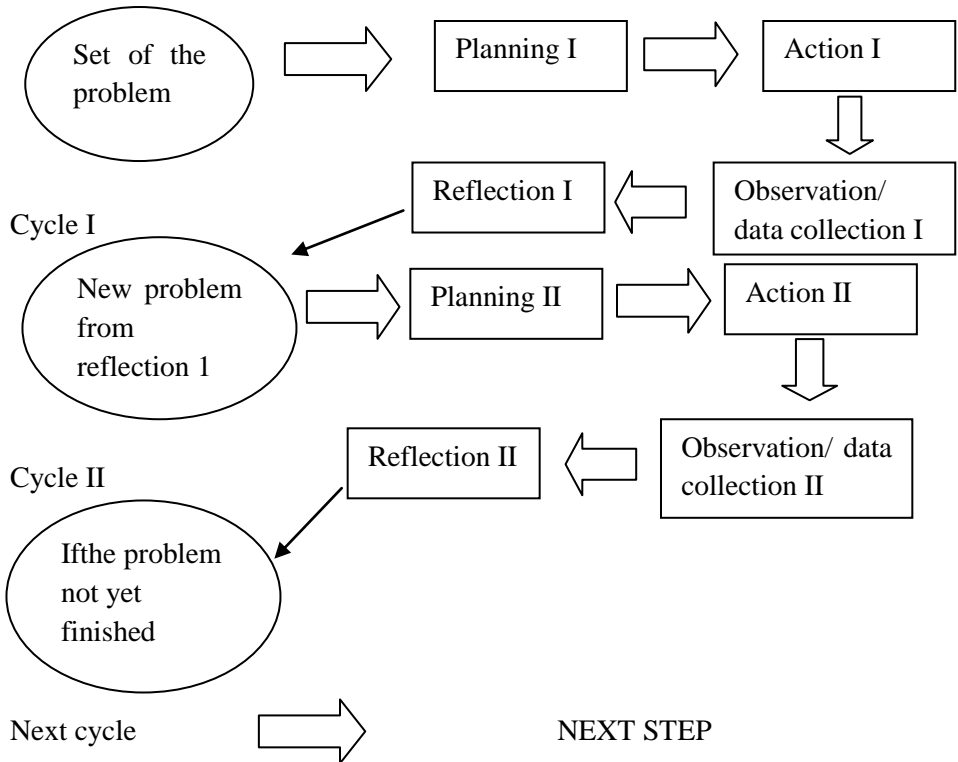 Set of the
problem
Planning I
Action I
Observation/
data collection I
Reflection I
Cycle I
New problem
from
reflection 1
Planning II
Action II
Observation/ data
collection II
Reflection II
Cycle II
Ifthe problem
not yet
finished
Next cycle
NEXT STEP